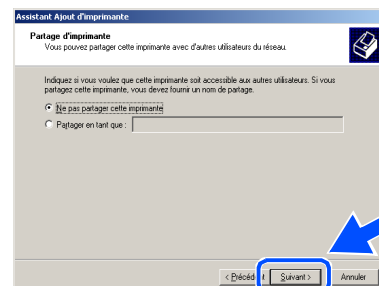 Assistant Ajout d'imprimante
Partage d'imprimante
Vous pouvez partager cette imprimante avec d'autres utilisateurs du réseau.
Indiquez si vous voulez que cette imprimante soit accessible aux autres utilisateurs. Si vous
partagez cette imprimante, vous devez fournir un nom de partage.
Ne pas partager cette imprimante
Partager en tant que :
< Précédent Suivant > Annuler